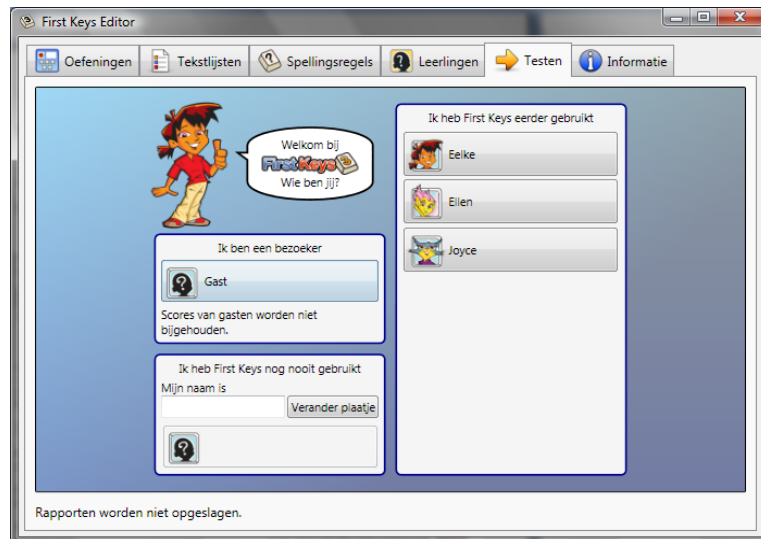 First Keys Editor
Oefeningen
Tekstlijsten
Spellingsregels
Leerlingen
Testen
Informatie
Welkom bij
FirstKeys
Wie ben jij?
Ik ben een bezoeker
Gast
Scores van gasten worden niet
bijgehouden.
Ik heb First Keys nog nooit gebruikt
Mijn naam is
Verander plaatje
Ik heb First Keys eerder gebruikt
Eelke
Ellen
Joyce
Rapporten worden niet opgeslagen.